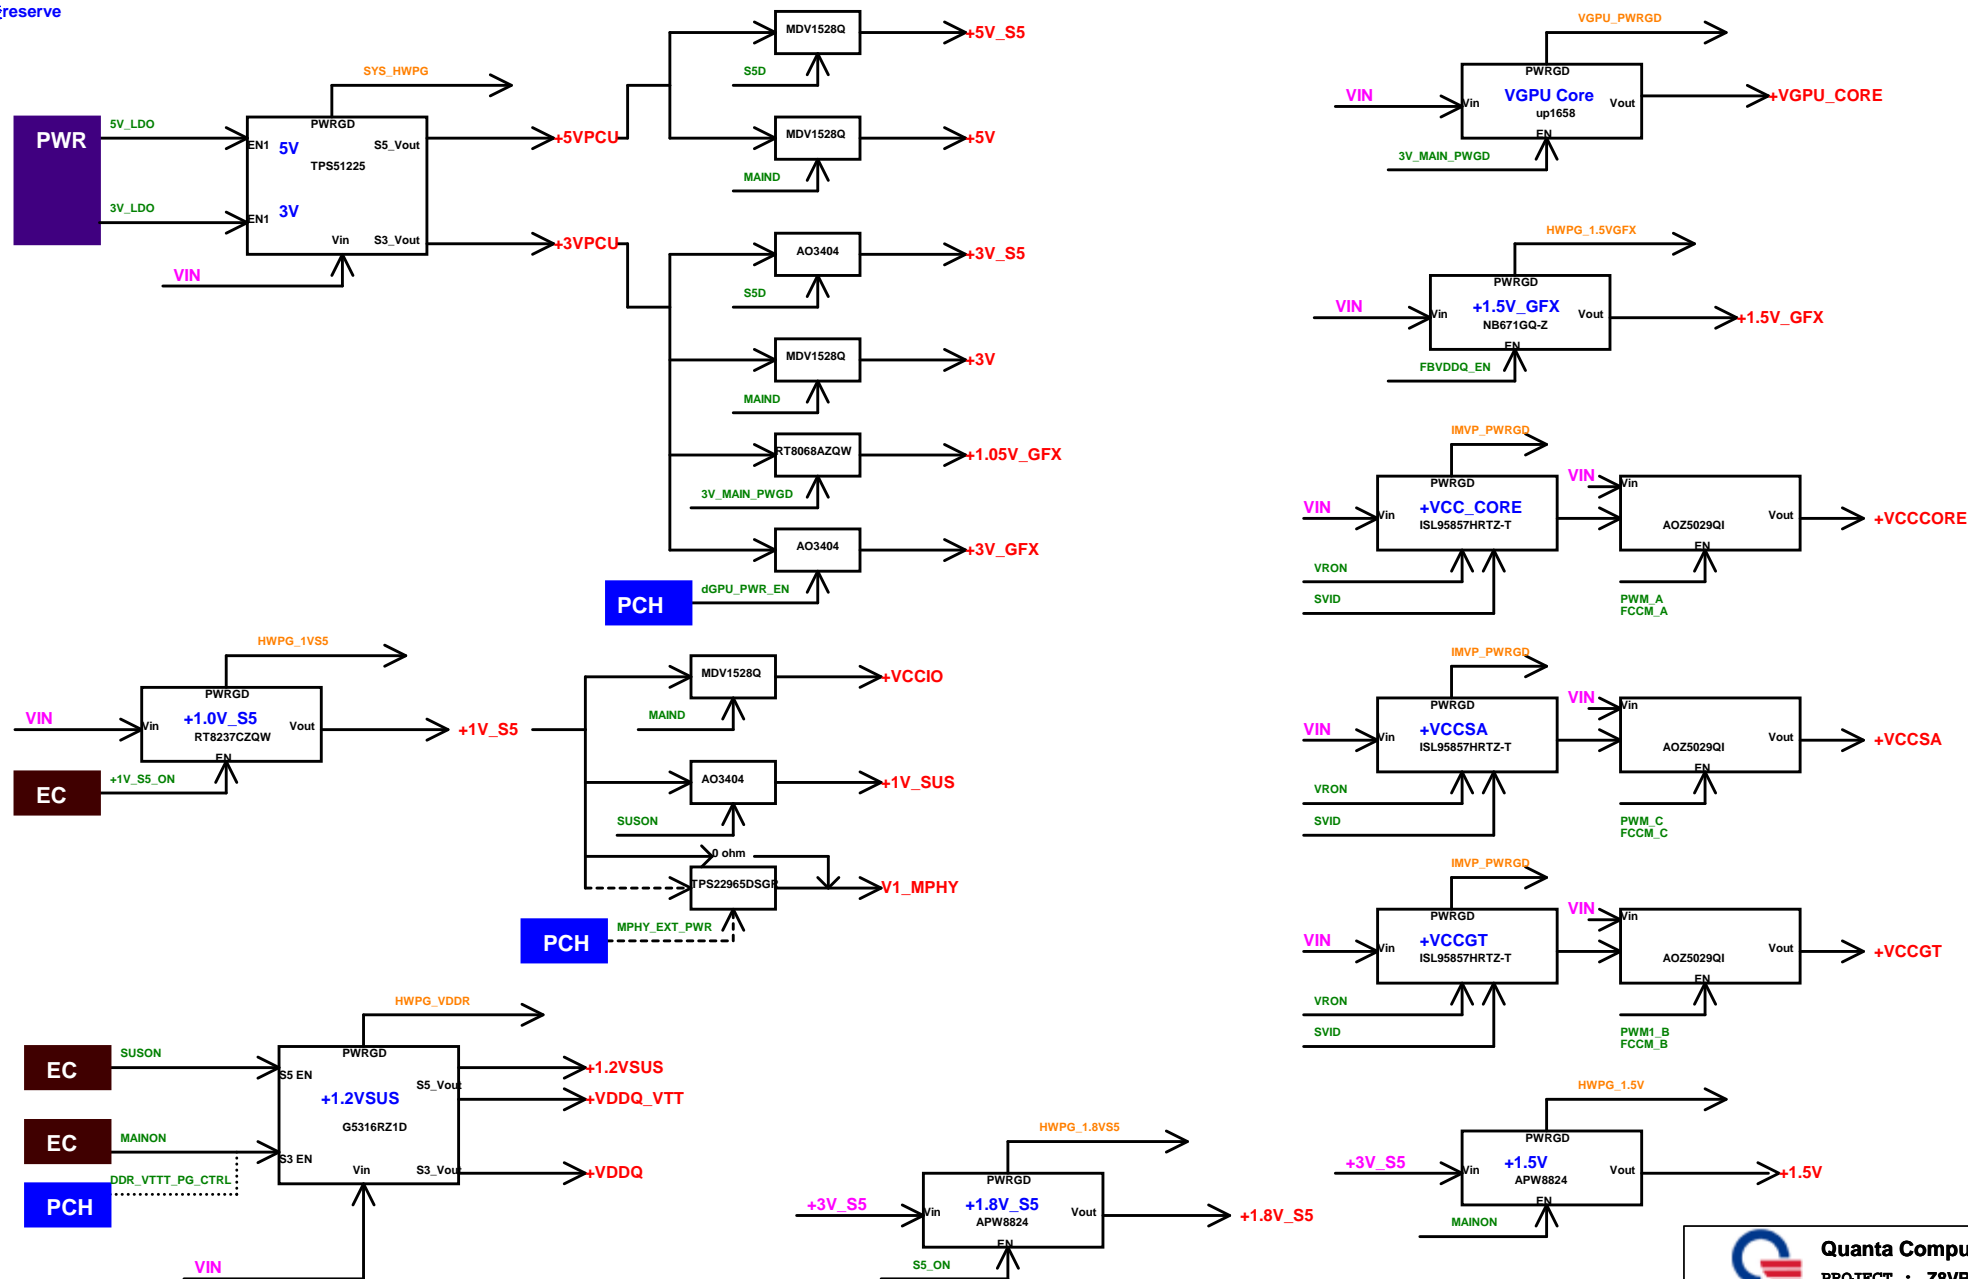 reserve
PWR
5V_LDO
3V_LDO
SYS_HWPG
PWRGD
EN1
5V
S5_Vout
TPS51225
EN1
3V
Vin
S3_Vout
VIN
+5VPCU
+3VPCU
MDV1528Q
S5D
+5V_S5
MDV1528Q
MAIND
+5V
AO3404
S5D
+3V_S5
MDV1528Q
MAIND
+3V
RT8068AZQW
3V_MAIN_PWGD
+1.05V_GFX
AO3404
+3V_GFX
PCH
dGPU_PWR_EN
VGPU_PWRGD
PWRGD
VIN
Vin
VGPU Core
Vout
up1658
EN
+VGPU_CORE
3V_MAIN_PWGD
HWPG_1.5VGFX
PWRGD
VIN
Vin
+1.5V_GFX
Vout
NB671GQ-Z
EN
+1.5V_GFX
FBVDDQ_EN
IMVP_PWRGD
PWRGD
VIN
Vin
+VCC_CORE
ISL95857HRTZ-T
VRON
SVID
VIN
Vin
AOZ5029QI
Vout
EN
+VCCCORE
PWM_A
FCCM_A
HWPG_1VS5
PWRGD
VIN
Vin
+1.0V_S5
Vout
RT8237CZQW
EN
+1V_S5
EC
+1V_S5_ON
MDV1528Q
MAIND
+VCCIO
AO3404
SUSON
+1V_SUS
0 ohm
TPS22965DSGR
V1_MPHY
PCH
MPHY_EXT_PWR
IMVP_PWRGD
PWRGD
VIN
Vin
+VCCSA
ISL95857HRTZ-T
VRON
SVID
VIN
Vin
AOZ5029QI
Vout
EN
+VCCSA
PWM_C
FCCM_C
IMVP_PWRGD
PWRGD
VIN
Vin
+VCCGT
ISL95857HRTZ-T
VRON
SVID
VIN
Vin
AOZ5029QI
Vout
EN
+VCCGT
PWM1_B
FCCM_B
HWPG_VDDR
PWRGD
EC
SUSON
S5 EN
S5_Vout
+1.2VSUS
+1.2VSUS
+VDDQ_VTT
G5316RZ1D
EC
MAINON
S3 EN
Vin
S3_Vout
+VDDQ
PCH
DDR_VTTT_PG_CTRL
VIN
HWPG_1.8VS5
PWRGD
+3V_S5
Vin
+1.8V_S5
Vout
APW8824
EN
+1.8V_S5
S5_ON
HWPG_1.5V
PWRGD
+3V_S5
Vin
+1.5V
Vout
APW8824
EN
+1.5V
MAINON
Quanta Compu
PROJECT :